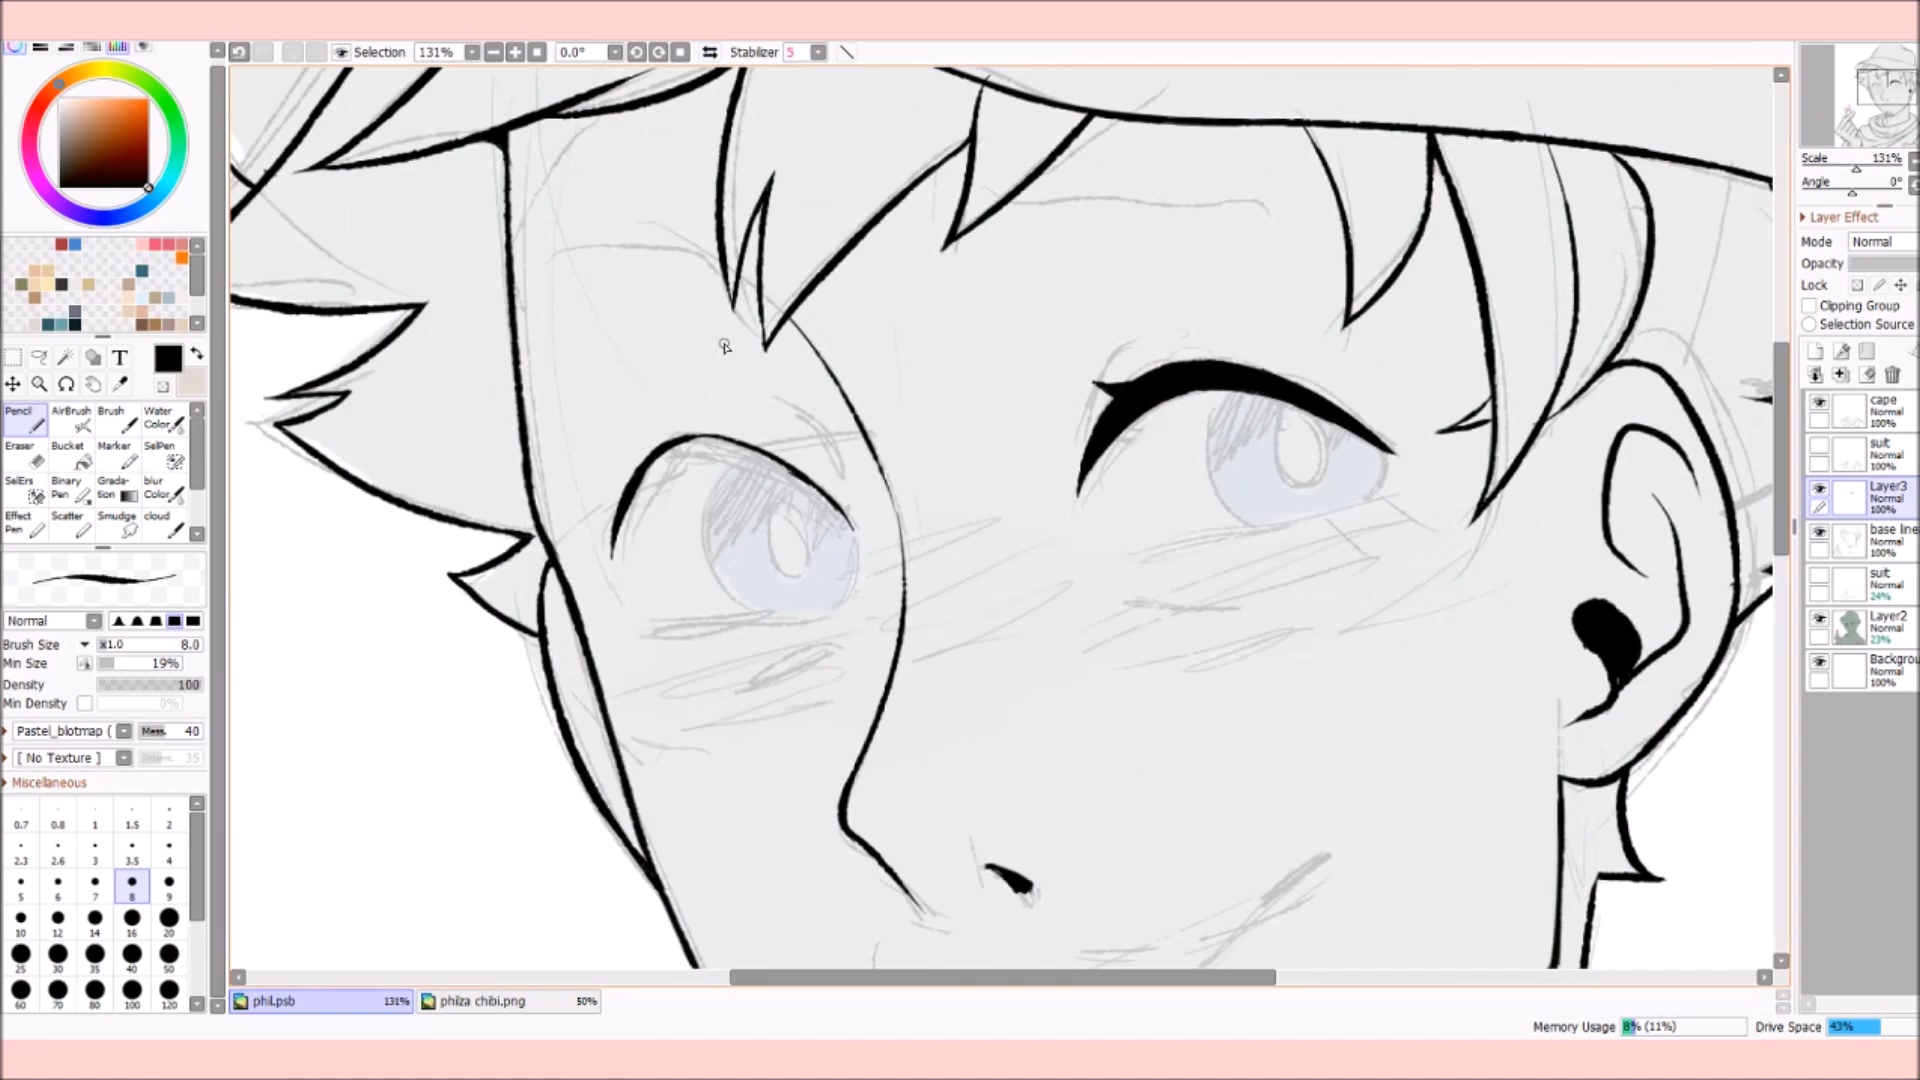 Selection 131% 0.0° Stabilizer 5
Scale 131%
Angle 0°
Layer Effect
Mode Normal
Opacity
Lock
Clipping Group
Selection Source
T
Pencil AirBrush Brush Water Color
Eraser Bucket Marker SelPen
SelErs Binary Pen Grada-tion blur Color
Effect Pen Scatter Smudge cloud
Normal
Brush Size x1.0 8.0
Min Size 19%
Density 100
Min Density 0%
Pastel_blotmap ( 40
[ No Texture ] 35
Miscellaneous
0.7 0.8 1 1.5 2
2.3 2.6 3 3.5 4
5 6 7 8 9
10 12 14 16 20
25 30 35 40 50
60 70 80 100 120
cape
Normal
100%
suit
Normal
100%
Layer3
Normal
100%
base line
Normal
100%
suit
Normal
24%
Layer2
Normal
23%
Backgrou
Normal
100%
phil.psb 131%
philza chibi.png 50%
Memory Usage 8% (11%) Drive Space 43%